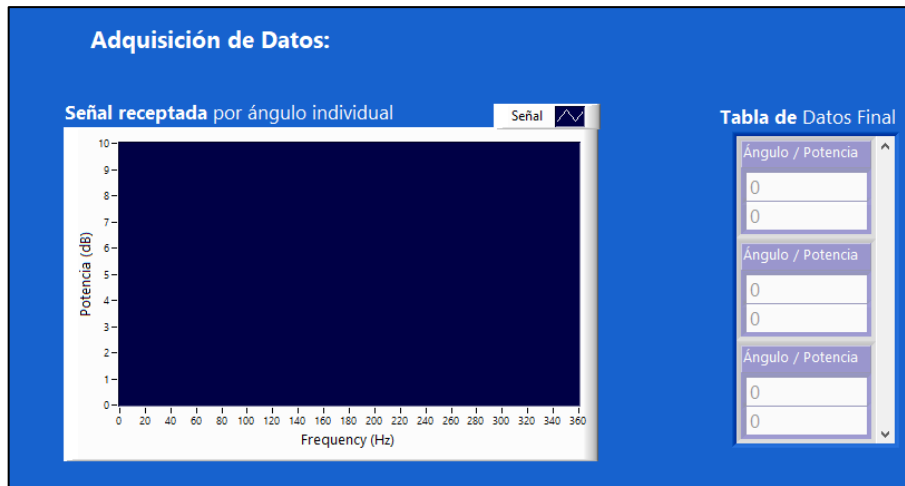 Adquisición de Datos:
Señal receptada por ángulo individual
Señal
10
9
8
7
6
5
4
3
2
1
0
Potencia (dB)
0 20 40 60 80 100 120 140 160 180 200 220 240 260 280 300 320 340 360
Frequency (Hz)
Tabla de Datos Final
Ángulo / Potencia
0
0
Ángulo / Potencia
0
0
Ángulo / Potencia
0
0